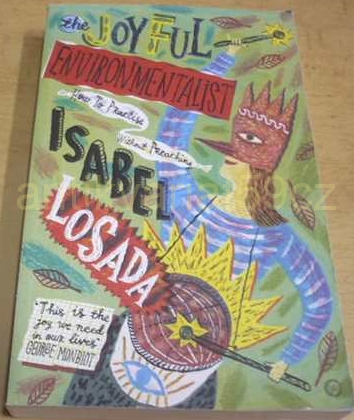 the JOYFUL
ENVIRONMENTALIST
How To Practise
Without Preaching
ISABEL
LOSADA
'This is the
joy we need
in our lives'
GEORGE MONBIOT